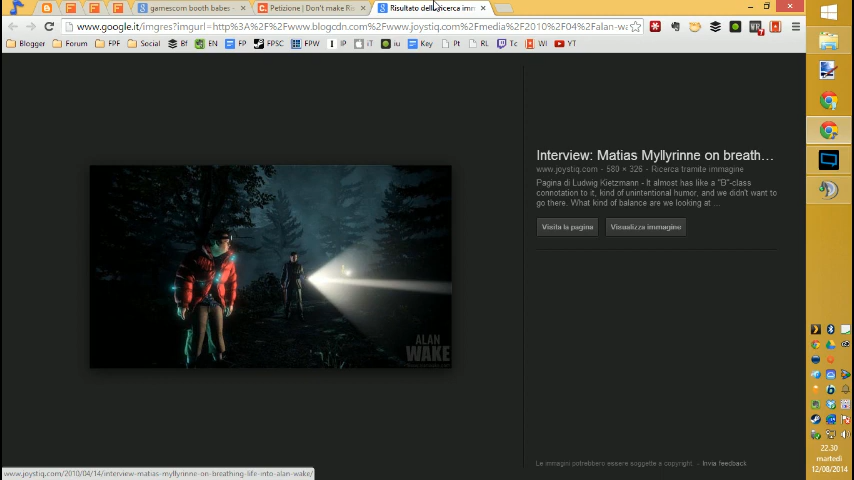 gamescom booth babes -
Petizione | Don't make Ri
Risultato della ricerca imm
www.google.it/imgres?imgurl=http%3A%2F%2Fwww.blogcdn.com%2Fwww.joystiq.com%2Fmedia%2F2010%2F04%2Falan-wa
Blogger Forum FPF Social Bf EN FP FPSC FPW IP iT iu Key Pt RL Tc WI YT
Interview: Matias Myllyrinne on breath...
www.joystiq.com - 580 × 326 - Ricerca tramite immagine
Pagina di Ludwig Kietzmann - It almost has like a "B"-class
connotation to it, kind of unintentional humor, and we didn't want to
go there. What kind of balance are we looking at ...
Visita la pagina Visualizza immagine
ALAN
WAKE
Le immagini potrebbero essere soggette a copyright. - Invia feedback
www.joystiq.com/2010/04/14/interview-matias-myllyrinne-on-breathing-life-into-alan-wake/
22.30
martedì
12/08/2014